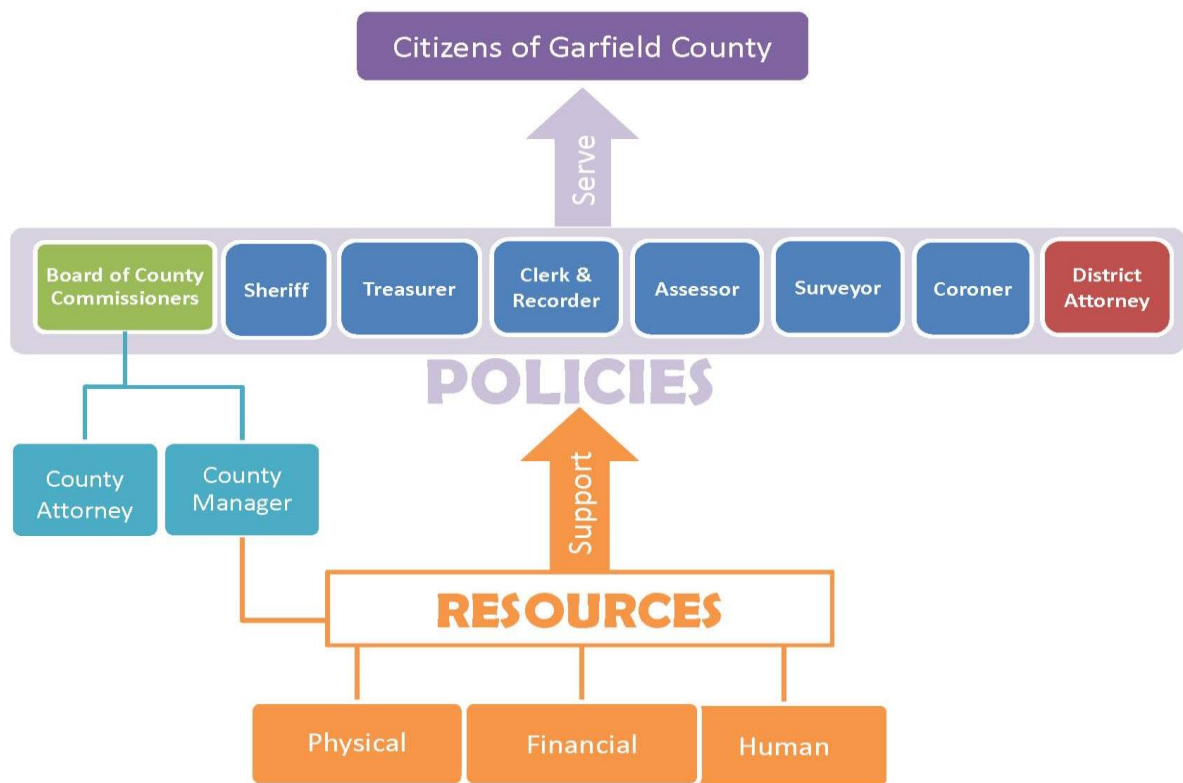 Citizens of Garfield County
Serve
Board of County
Commissioners
Sheriff
Treasurer
Clerk &
Recorder
Assessor
Surveyor
Coroner
District
Attorney
POLICIES
County
Attorney
County
Manager
Support
RESOURCES
Physical
Financial
Human